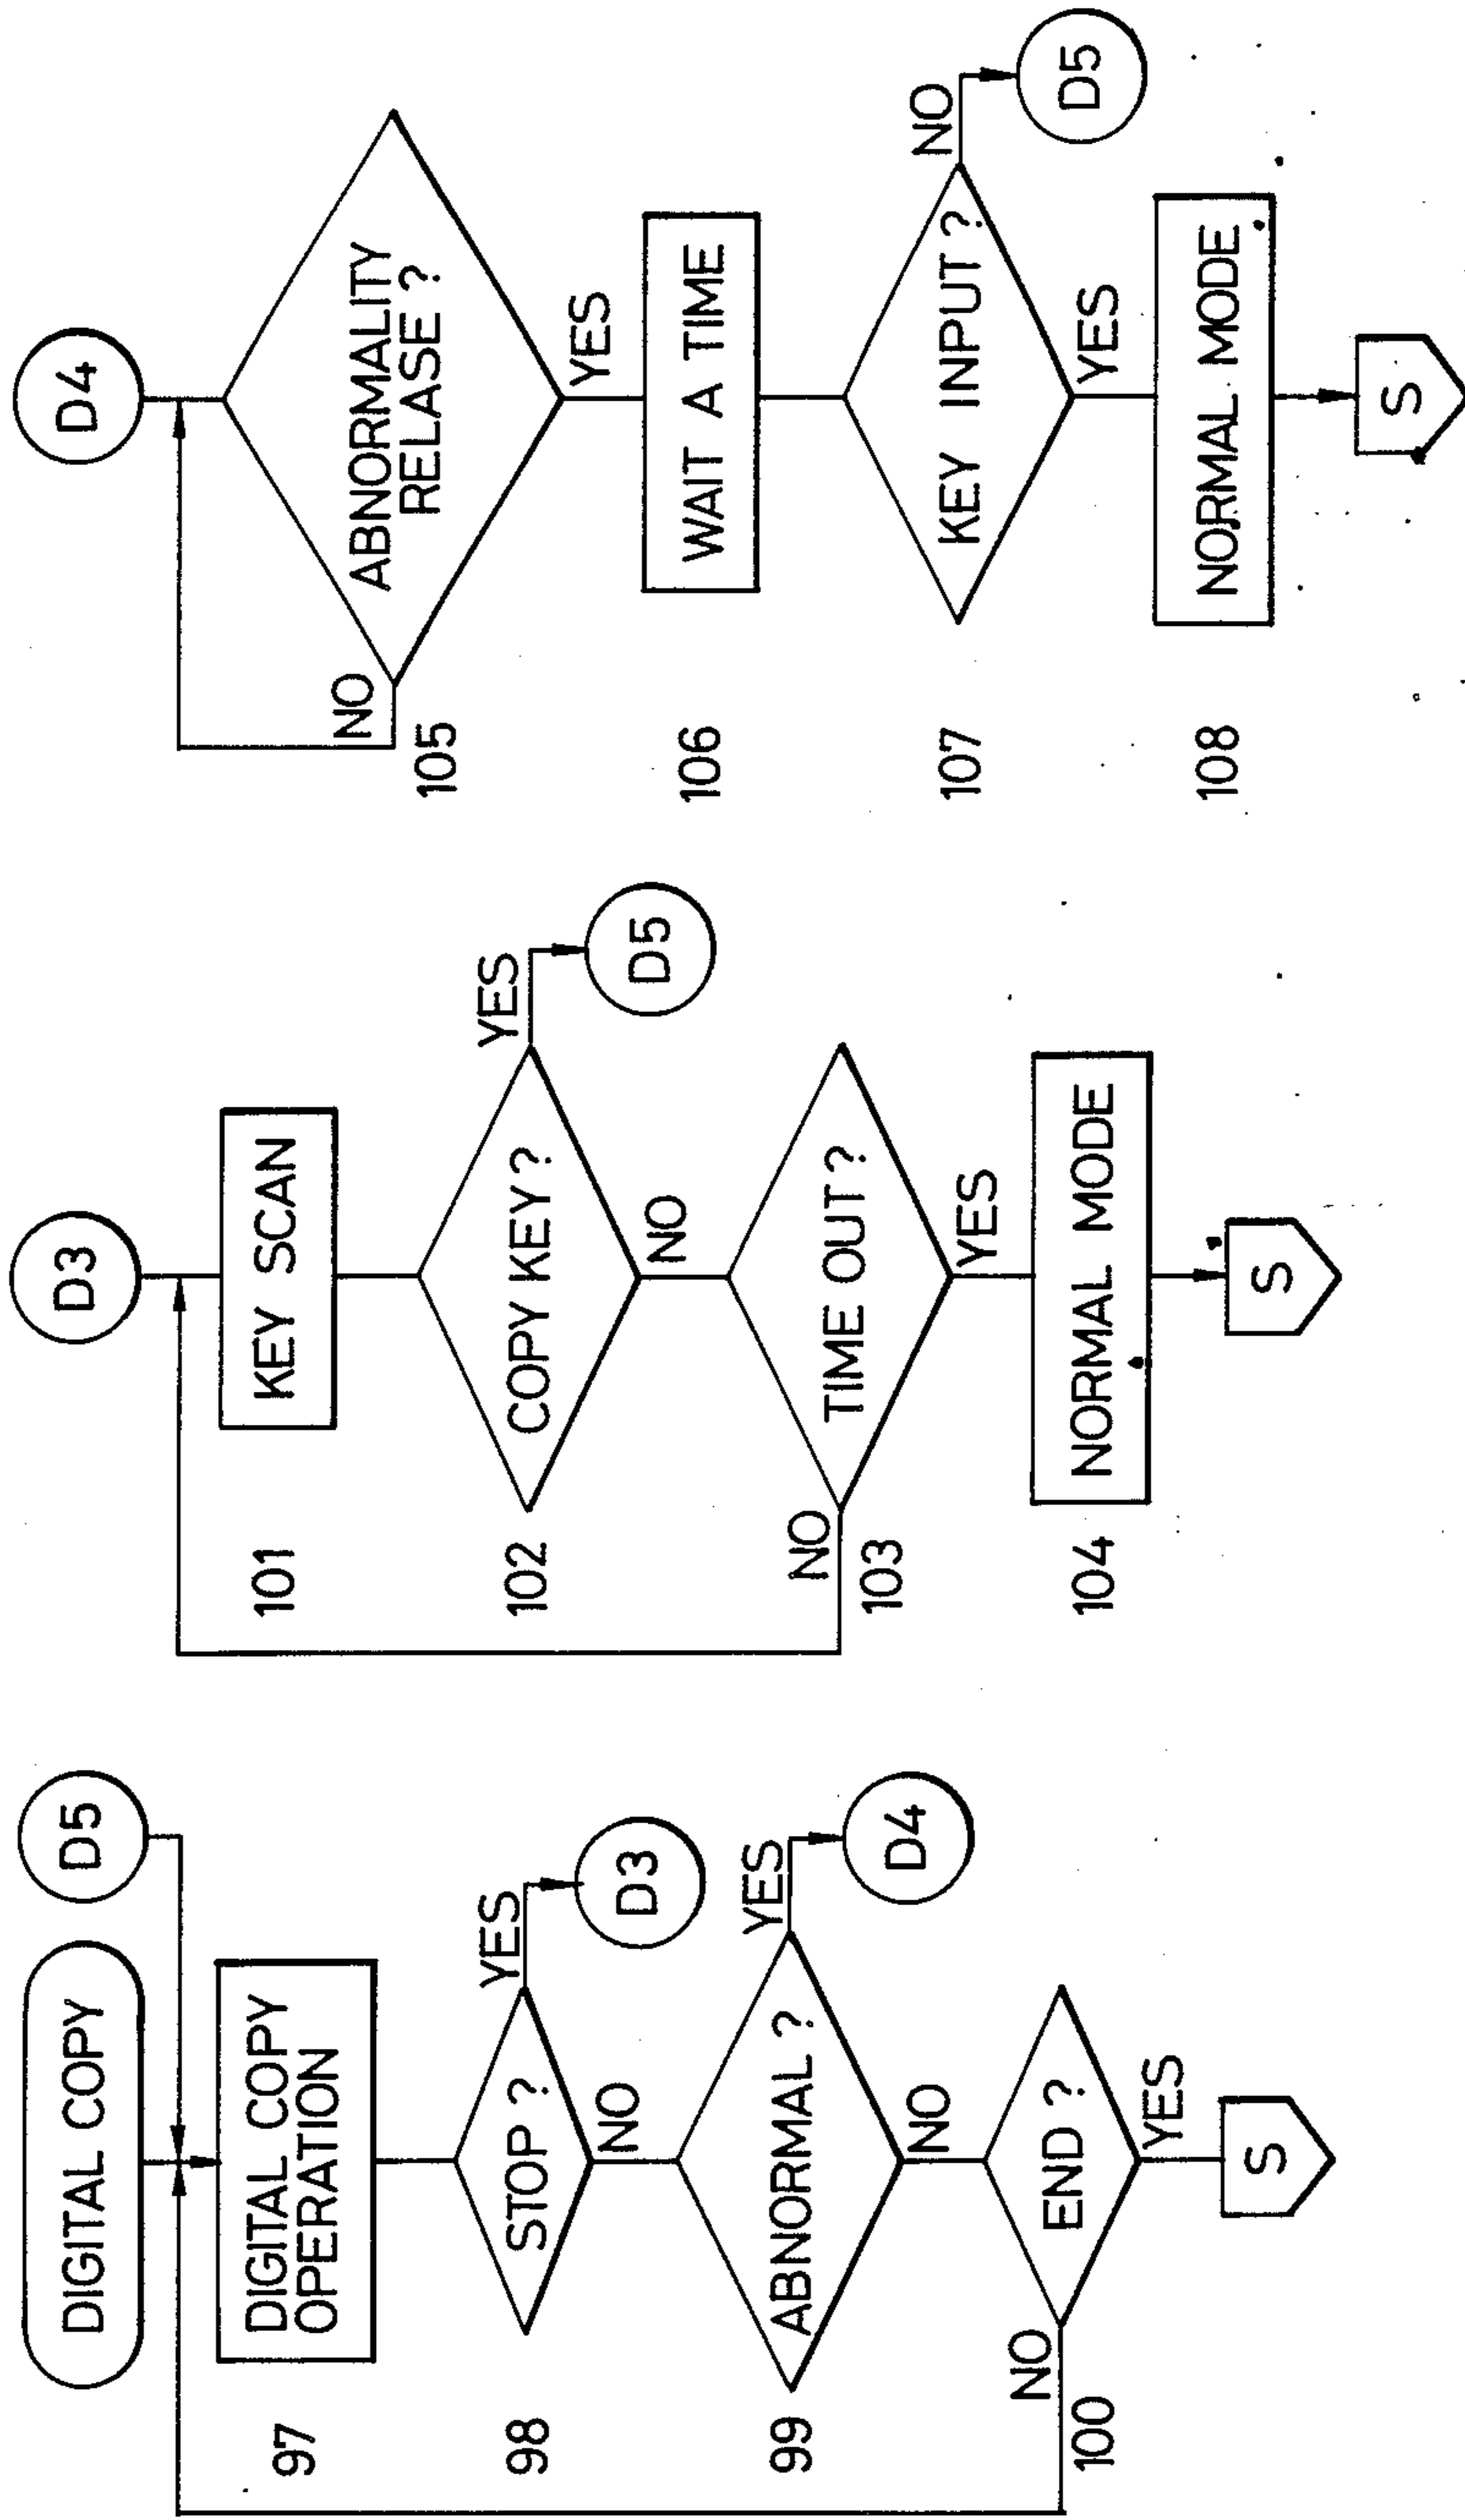 DIGITAL COPY
D5
97
DIGITAL COPY
OPERATION
98
STOP ?
YES
D3
NO
99
ABNORMAL ?
YES
D4
NO
100
NO
END ?
YES
S
D3
101
KEY SCAN
102
COPY KEY ?
YES
D5
NO
NO
103
TIME OUT ?
YES
104
NORMAL MODE
S
D4
NO
105
ABNORMALITY
RELASE ?
YES
106
WAIT A TIME
107
KEY INPUT ?
NO
D5
YES
108
NORMAL MODE
S